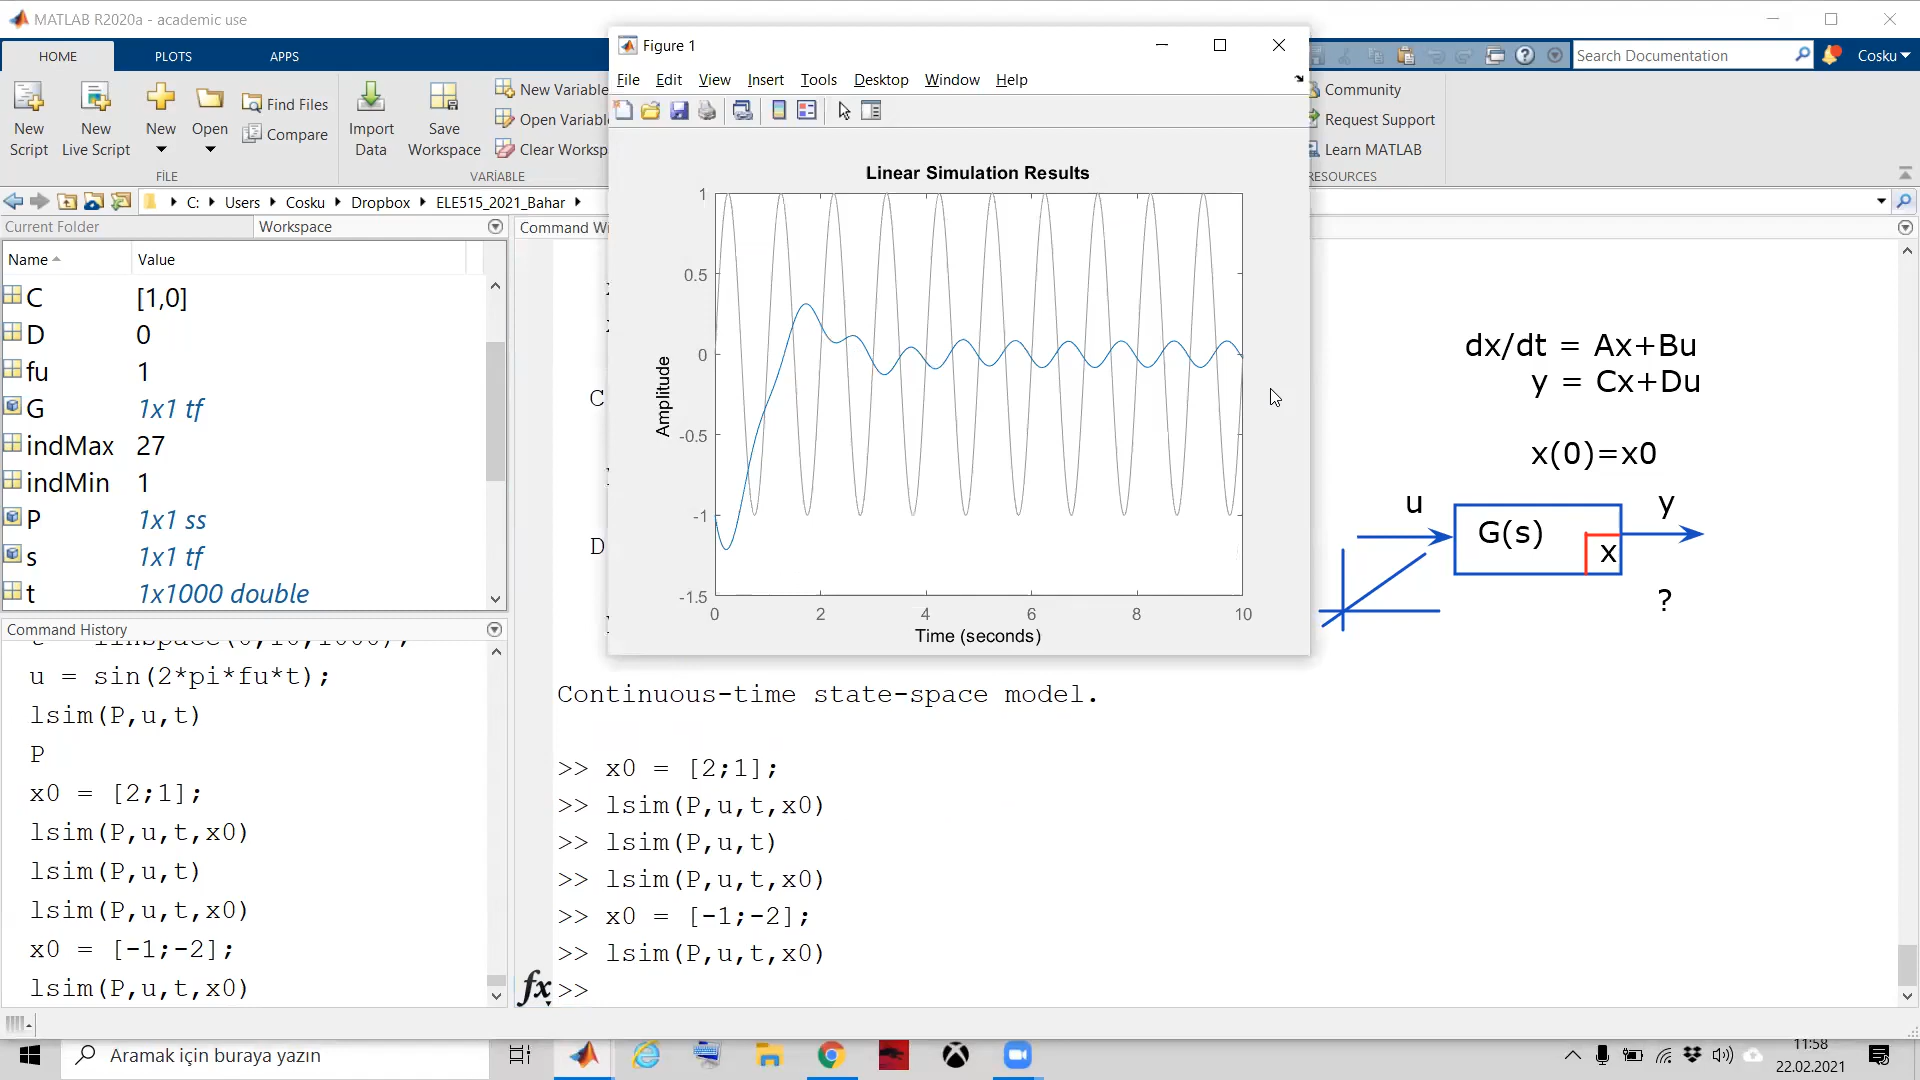 MATLAB R2020a - academic use
HOME PLOTS APPS
Search Documentation
Cosku
New Script
New Live Script
New
Open
Find Files
Compare
Import Data
Save Workspace
New Variable
Open Variabl
Clear Worksp
FİLE
VARİABLE
Community
Request Support
Learn MATLAB
RESOURCES
C: Users Cosku Dropbox ELE515_2021_Bahar
Current Folder
Workspace
Name Value
C [1,0]
D 0
fu 1
G 1x1 tf
indMax 27
indMin 1
P 1x1 ss
s 1x1 tf
t 1x1000 double
Command History
u = sin(2*pi*fu*t);
lsim(P,u,t)
P
x0 = [2;1];
lsim(P,u,t,x0)
lsim(P,u,t)
lsim(P,u,t,x0)
x0 = [-1;-2];
lsim(P,u,t,x0)
Command Wi
C
D
Figure 1
File Edit View Insert Tools Desktop Window Help
Linear Simulation Results
Amplitude
1
0.5
0
-0.5
-1
-1.5
0 2 4 6 8 10
Time (seconds)
dx/dt = Ax+Bu
y = Cx+Du
x(0)=x0
u
G(s)
x
y
?
Continuous-time state-space model.
>> x0 = [2;1];
>> lsim(P,u,t,x0)
>> lsim(P,u,t)
>> lsim(P,u,t,x0)
>> x0 = [-1;-2];
>> lsim(P,u,t,x0)
fx >>
Aramak için buraya yazın
11:58
22.02.2021